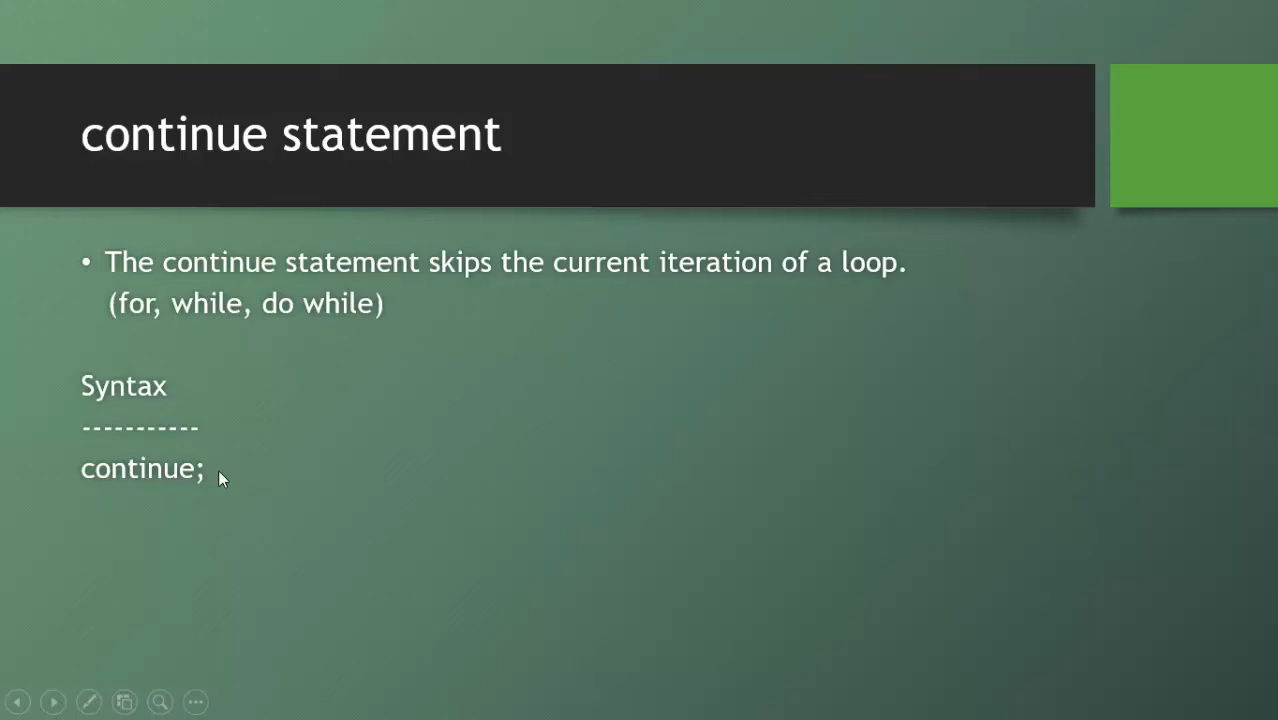 continue statement
• The continue statement skips the current iteration of a loop.
(for, while, do while)
Syntax
-----------
continue;